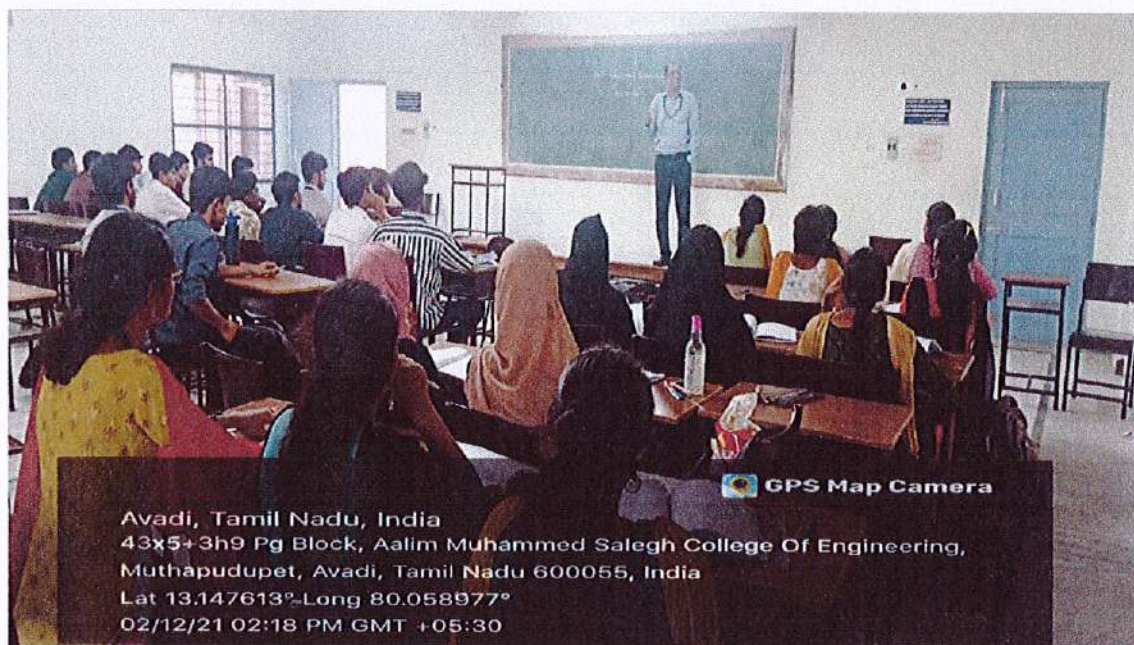 GPS Map Camera
Avadi, Tamil Nadu, India
43x5+3h9 Pg Block, Aalim Muhammed Salegh College Of Engineering,
Muthapudupet, Avadi, Tamil Nadu 600055, India
Lat 13.147613° Long 80.058977°
02/12/21 02:18 PM GMT +05:30